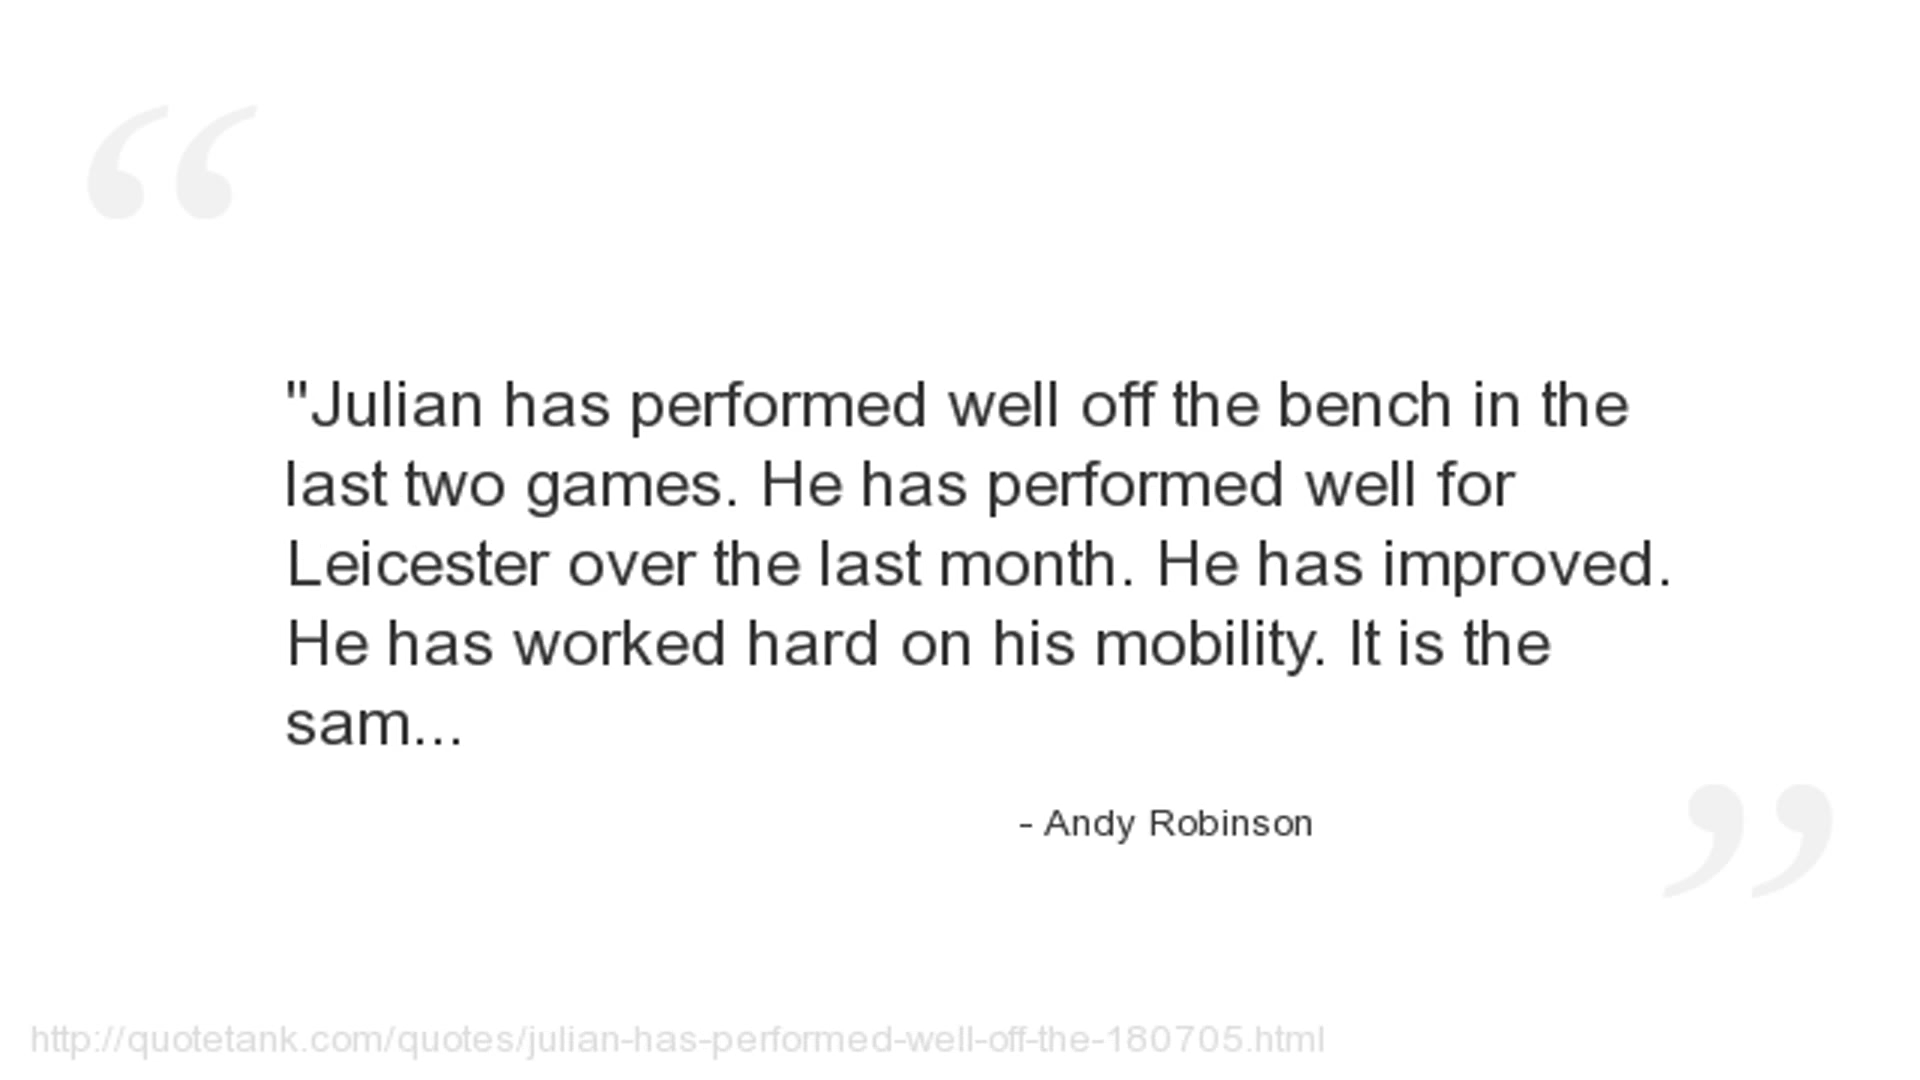 "Julian has performed well off the bench in the
last two games. He has performed well for
Leicester over the last month. He has improved.
He has worked hard on his mobility. It is the
sam...
- Andy Robinson
http://quotetank.com/quotes/julian-has-performed-well-off-the-180705.html